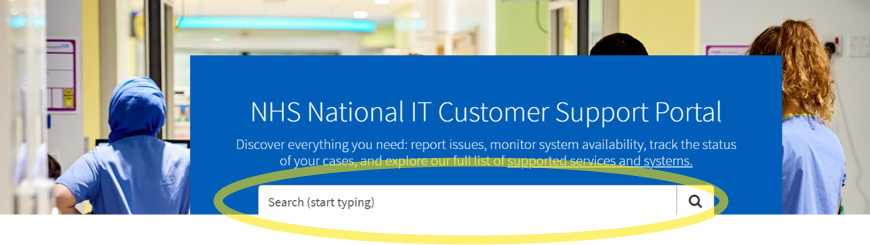 NHS National IT Customer Support Portal
Discover everything you need: report issues, monitor system availability, track the status
of your cases, and explore our full list of supported services and systems.
Search (start typing)